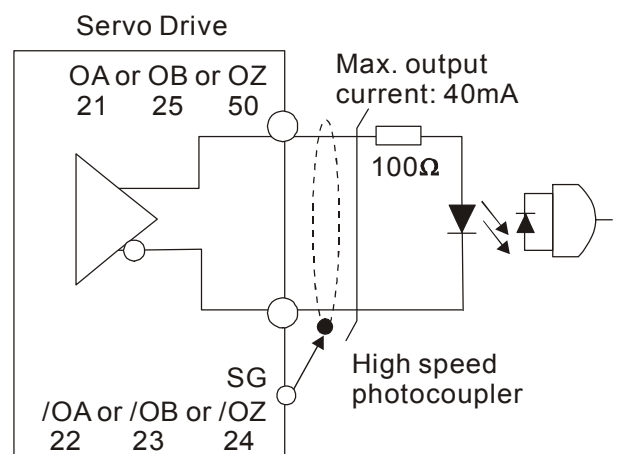 Servo Drive
OA or OB or OZ
21 25 50
Max. output
current: 40mA
100Ω
SG
High speed
photocoupler
/OA or /OB or /OZ
22 23 24